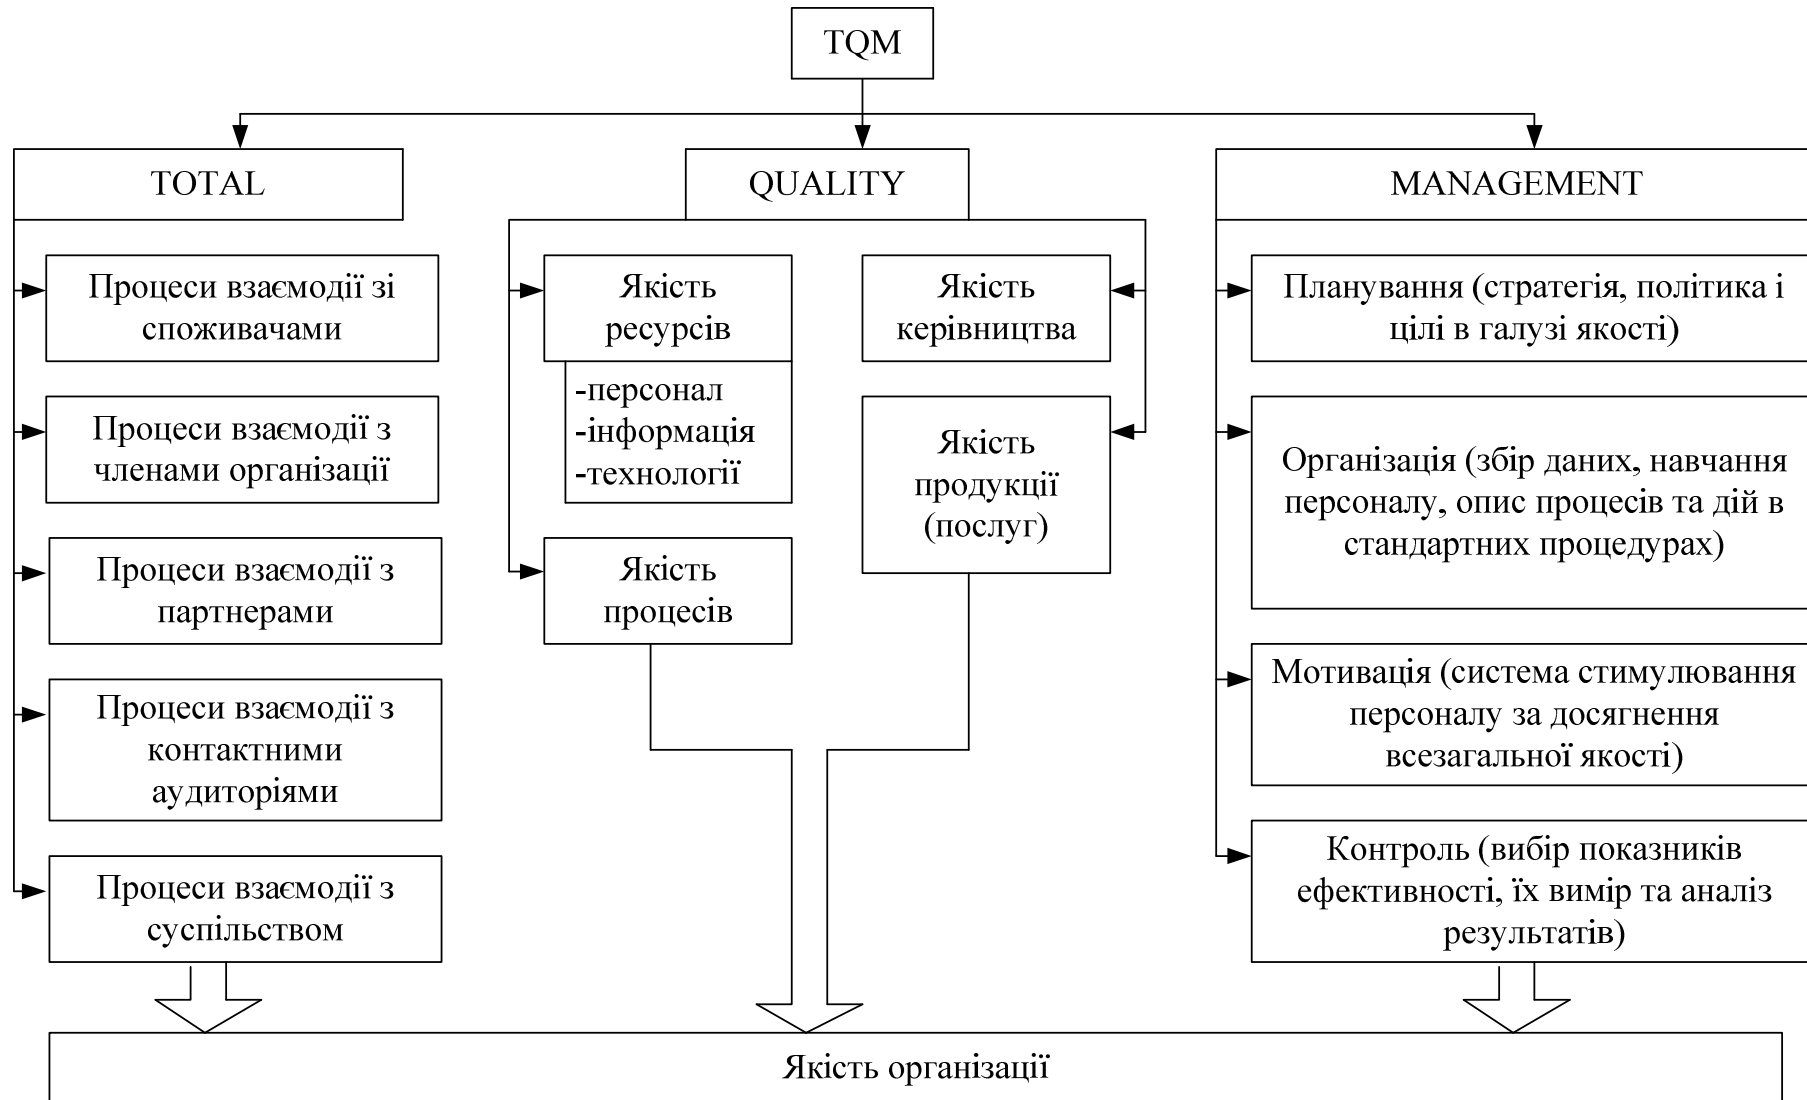 TQM
TOTAL
Процеси взаємодії зі
споживачами
Процеси взаємодії з
членами організації
Процеси взаємодії з
партнерами
Процеси взаємодії з
контактними
аудиторіями
Процеси взаємодії з
суспільством
QUALITY
Якість
ресурсів
-персонал
-інформація
-технології
Якість
процесів
Якість
керівництва
Якість
продукції
(послуг)
MANAGEMENT
Планування (стратегія, політика і
цілі в галузі якості)
Організація (збір даних, навчання
персоналу, опис процесів та дій в
стандартних процедурах)
Мотивація (система стимулювання
персоналу за досягнення
всезагальної якості)
Контроль (вибір показників
ефективності, їх вимір та аналіз
результатів)
Якість організації